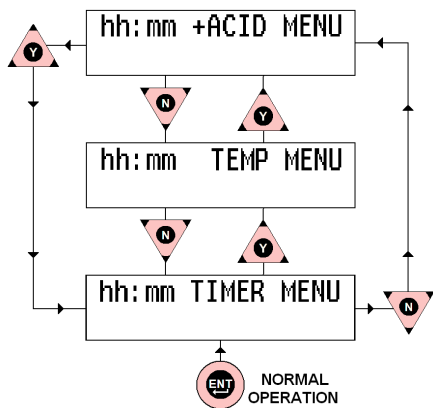 hh:mm +ACID MENU
Y
N
Y
hh:mm TEMP MENU
N
Y
hh:mm TIMER MENU
N
ENT
NORMAL
OPERATION